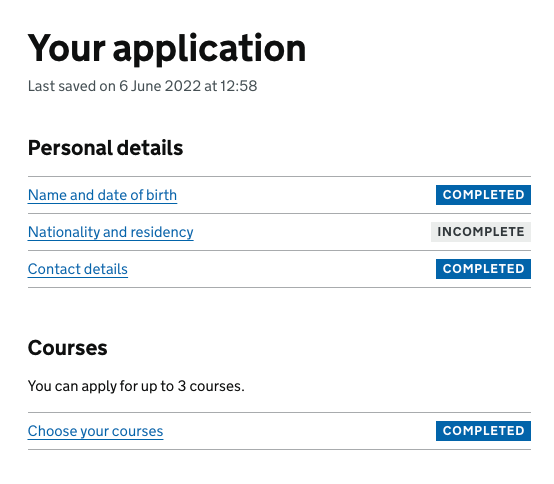 Your application
Last saved on 6 June 2022 at 12:58
Personal details
Name and date of birth COMPLETED
Nationality and residency INCOMPLETE
Contact details COMPLETED
Courses
You can apply for up to 3 courses.
Choose your courses COMPLETED